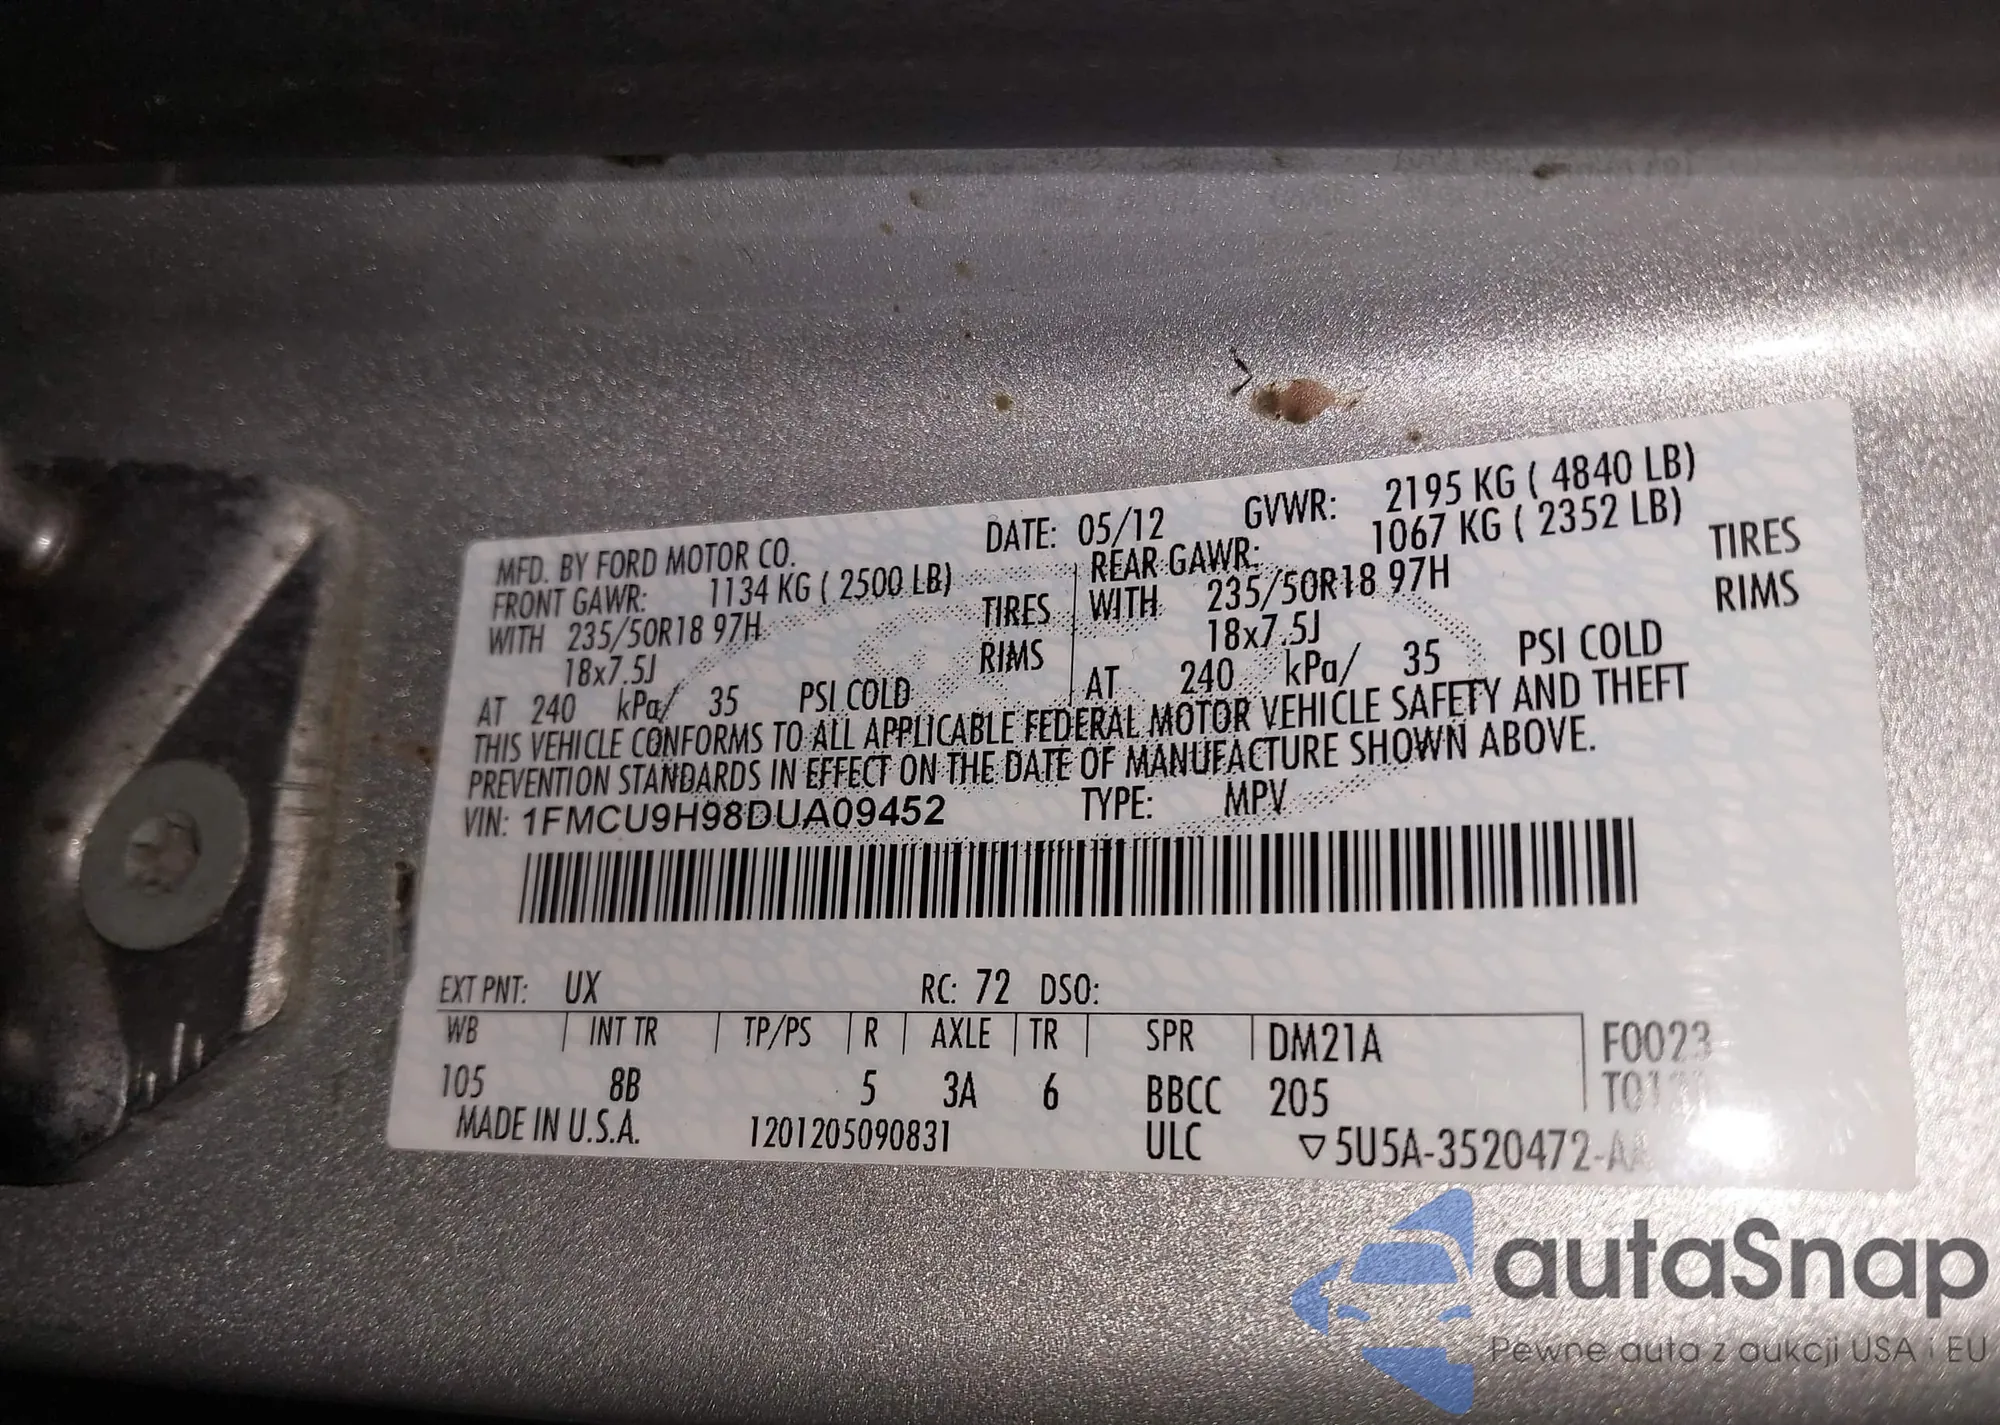 MFD. BY FORD MOTOR CO. DATE: 05/12 GVWR: 2195 KG ( 4840 LB)
FRONT GAWR: 1134 KG ( 2500 LB) REAR GAWR: 1067 KG ( 2352 LB)
WITH 235/50R18 97H TIRES WITH 235/50R18 97H TIRES
18x7.5J RIMS 18x7.5J RIMS
AT 240 kPa/ 35 PSI COLD AT 240 kPa/ 35 PSI COLD
THIS VEHICLE CONFORMS TO ALL APPLICABLE FEDERAL MOTOR VEHICLE SAFETY AND THEFT
PREVENTION STANDARDS IN EFFECT ON THE DATE OF MANUFACTURE SHOWN ABOVE.
VIN: 1FMCU9H98DUA09452 TYPE: MPV
EXT PNT: UX RC: 72 DSO:
WB INT TR TP/PS R AXLE TR SPR DM21A F0023
105 8B 5 3A 6 BBCC 205
MADE IN U.S.A. 1201205090831 ULC ▽5U5A-3520472-AA
autaSnap
Pewne auta z aukcji USA i EU